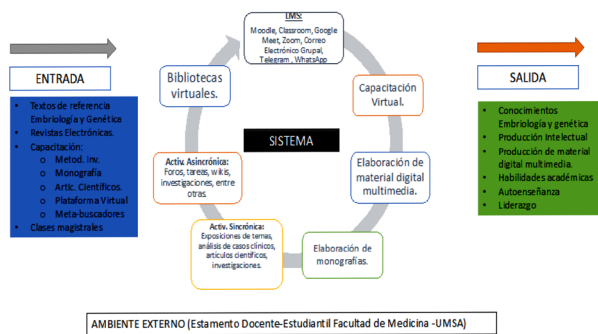 LMS:
Moodle, Classroom, Google
Meet, Zoom, Correo
Electrónico Grupal,
Telegram, WhatsApp
ENTRADA
• Textos de referencia
Embriología y Genética
• Revistas Electrónicas.
• Capacitación:
o Metod. Inv.
o Monografía
o Artic. Científicos.
o Plataforma Virtual
o Meta-buscadores
• Clases magistrales
Bibliotecas
virtuales.
Capacitación
Virtual.
SISTEMA
Activ. Asincrónica:
Foros, tareas, wikis,
investigaciones, entre
otras.
Elaboración de
material digital
multimedia.
Activ. Sincrónica:
Exposiciones de temas,
análisis de casos clínicos,
artículos científicos,
investigaciones.
Elaboración de
monografías.
SALIDA
• Conocimientos
Embriología y genética
• Producción Intelectual
• Producción de material
digital multimedia.
• Habilidades académicas
• Autoenseñanza
• Liderazgo
AMBIENTE EXTERNO (Estamento Docente-Estudiantil Facultad de Medicina -UMSA)